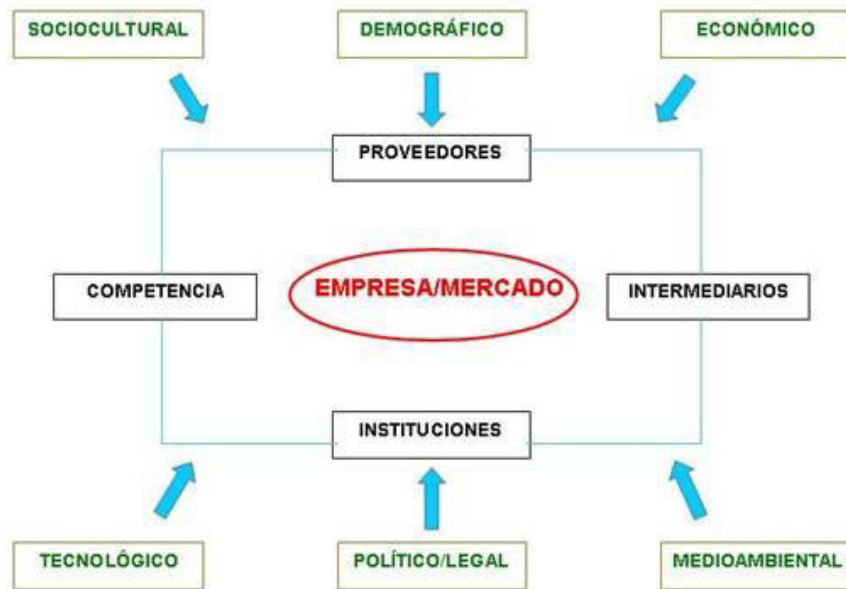 SOCIOCULTURAL
DEMOGRÁFICO
ECONÓMICO
PROVEEDORES
COMPETENCIA
EMPRESA/MERCADO
INTERMEDIARIOS
INSTITUCIONES
TECNOLÓGICO
POLÍTICO/LEGAL
MEDIOAMBIENTAL